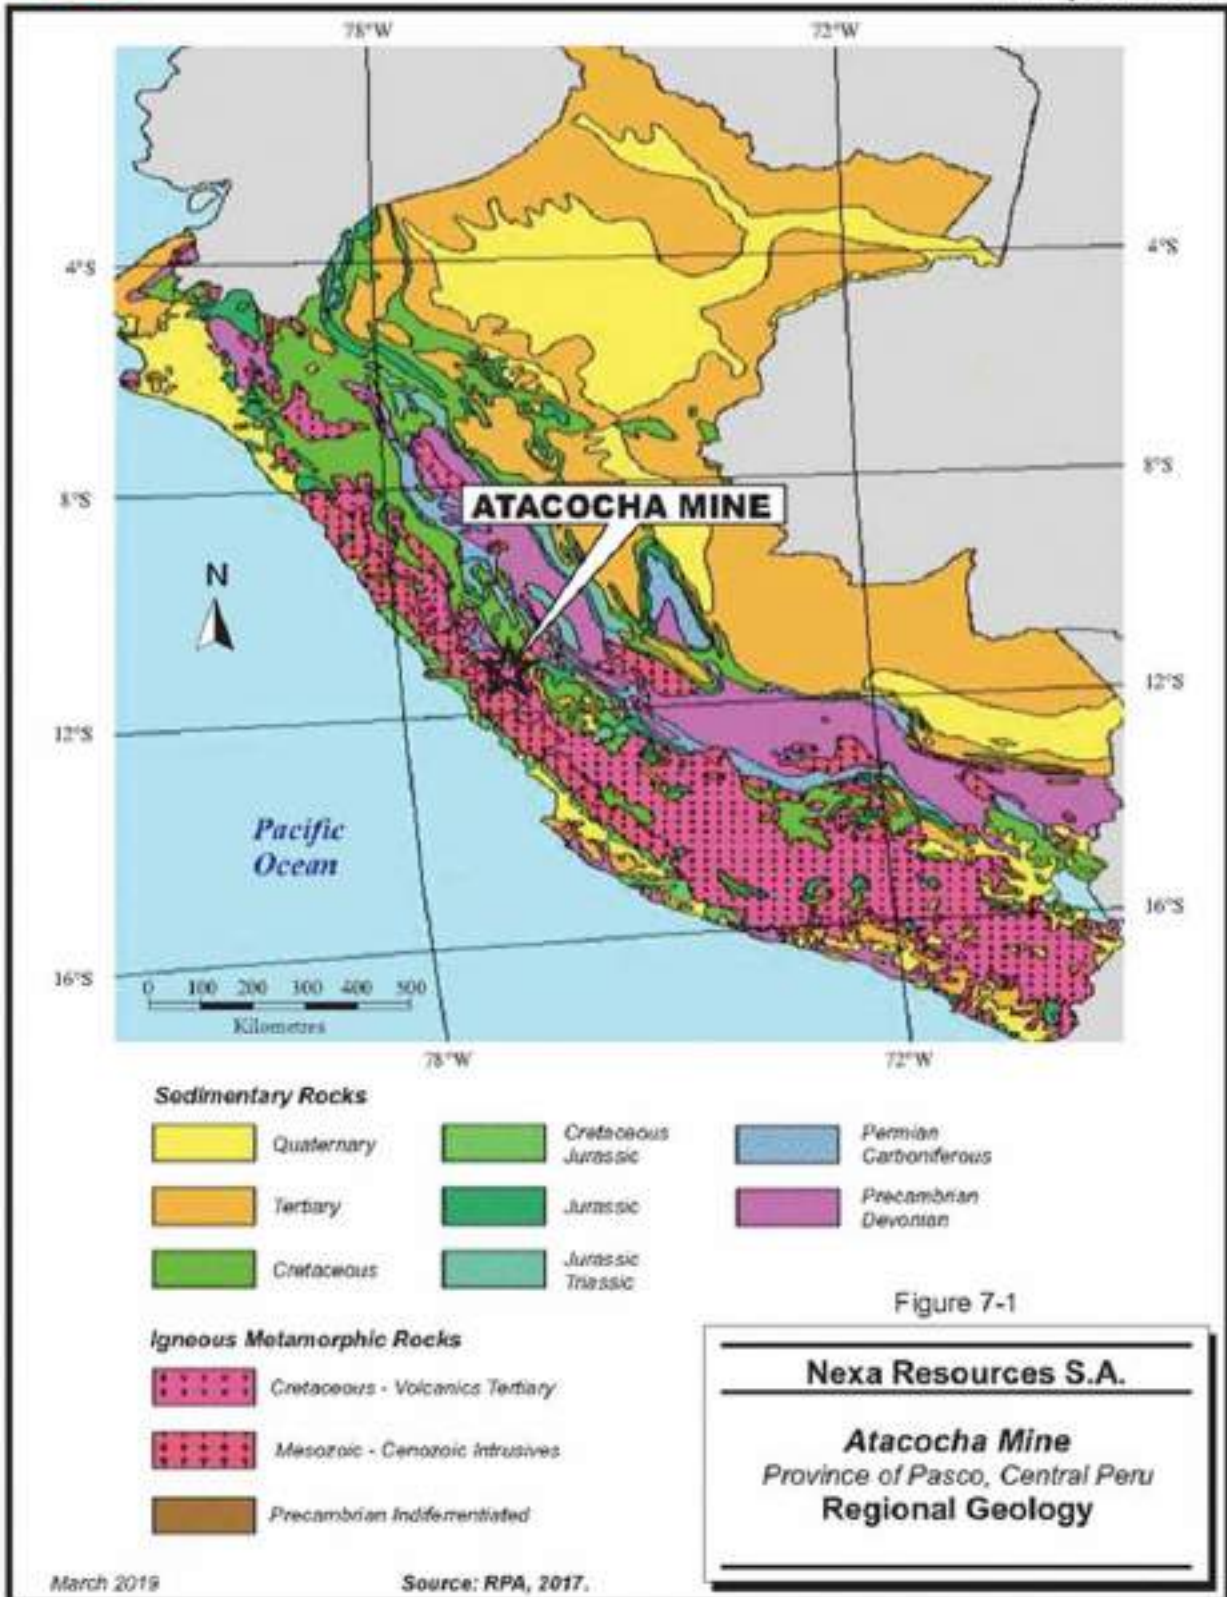 78°W 72°W
4°S 4°S
8°S 8°S
ATACOCHA MINE
N
12°S 12°S
Pacific
Ocean
16°S 16°S
0 100 200 300 400 500
Kilometres
78°W 72°W
Sedimentary Rocks
Quaternary
Tertiary
Cretaceous
Cretaceous
Jurassic
Jurassic
Jurassic
Triassic
Permian
Carboniferous
Precambrian
Devonian
Igneous Metamorphic Rocks
Cretaceous - Volcanics Tertiary
Mesozoic - Cenozoic Intrusives
Precambrian Indiferrentiated
Figure 7-1
Nexa Resources S.A.
Atacocha Mine
Province of Pasco, Central Peru
Regional Geology
March 2019
Source: RPA, 2017.